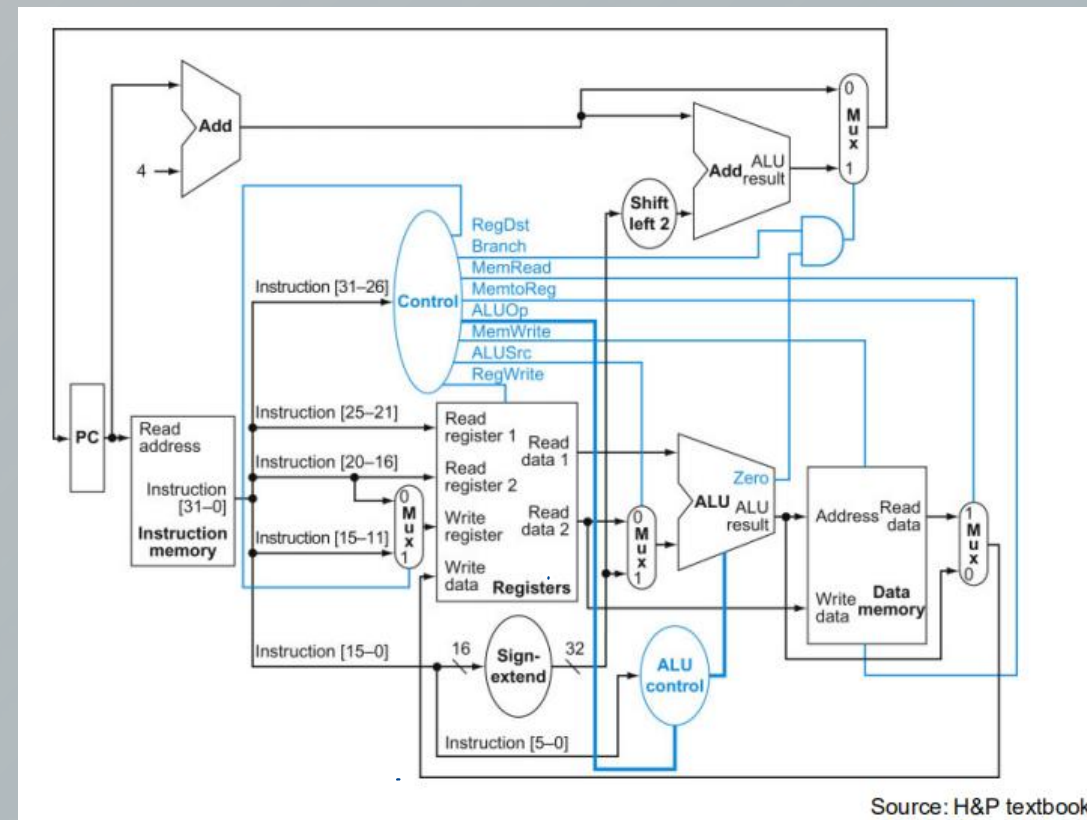 0
M
u
x
1
Add
4
Add ALU
result
Shift
left 2
RegDst
Branch
MemRead
MemtoReg
ALUOp
MemWrite
ALUSrc
RegWrite
Control
Instruction [31–26]
Instruction [25–21]
Instruction [20–16]
Instruction [15–11]
Instruction [15–0]
Instruction [5–0]
PC
Read
address
Instruction
[31–0]
Instruction
memory
0
M
u
x
1
Read
register 1
Read
register 2
Write
register
Write
data
Read
data 1
Read
data 2
Registers
0
M
u
x
1
Zero
ALU ALU
result
Address
Read
data
Write
data
Data
memory
1
M
u
x
0
16
Sign-
extend
32
ALU
control
Source: H&P textbook